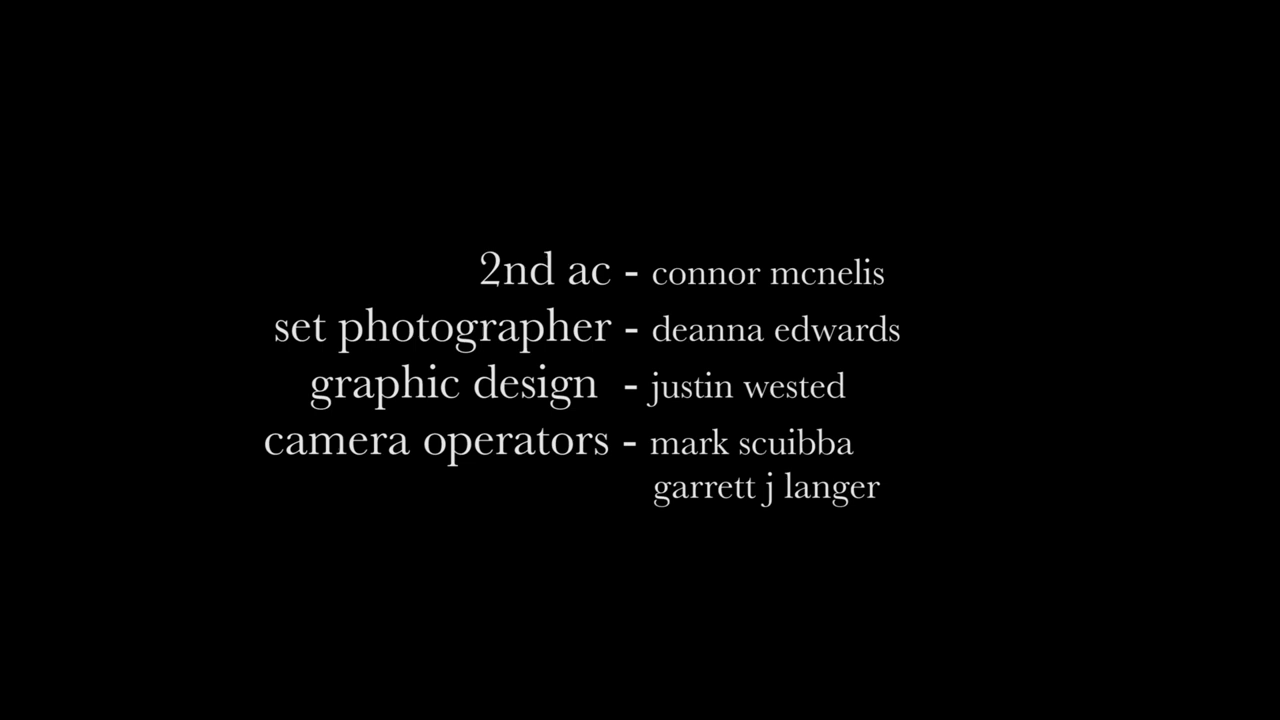 2nd ac - connor mcnelis
set photographer - deanna edwards
graphic design - justin wested
camera operators - mark scuibba
garrett j langer